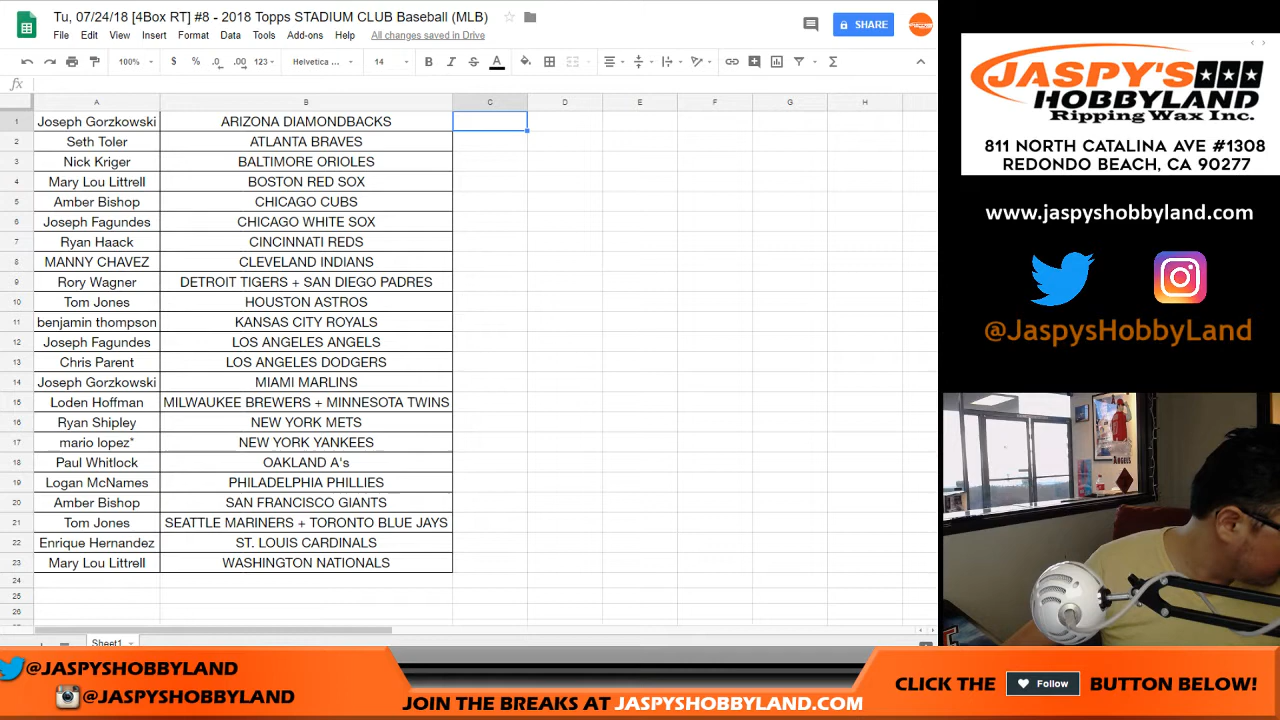 Tu, 07/24/18 [4Box RT] #8 - 2018 Topps STADIUM CLUB Baseball (MLB)
File Edit View Insert Format Data Tools Add-ons Help All changes saved in Drive
SHARE
100% $ % .0 .00 123 Helvetica ... 14 B I S A
fx
A B C D E F G H
1 Joseph Gorzkowski ARIZONA DIAMONDBACKS
2 Seth Toler ATLANTA BRAVES
3 Nick Kriger BALTIMORE ORIOLES
4 Mary Lou Littrell BOSTON RED SOX
5 Amber Bishop CHICAGO CUBS
6 Joseph Fagundes CHICAGO WHITE SOX
7 Ryan Haack CINCINNATI REDS
8 MANNY CHAVEZ CLEVELAND INDIANS
9 Rory Wagner DETROIT TIGERS + SAN DIEGO PADRES
10 Tom Jones HOUSTON ASTROS
11 benjamin thompson KANSAS CITY ROYALS
12 Joseph Fagundes LOS ANGELES ANGELS
13 Chris Parent LOS ANGELES DODGERS
14 Joseph Gorzkowski MIAMI MARLINS
15 Loden Hoffman MILWAUKEE BREWERS + MINNESOTA TWINS
16 Ryan Shipley NEW YORK METS
17 mario lopez* NEW YORK YANKEES
18 Paul Whitlock OAKLAND A's
19 Logan McNames PHILADELPHIA PHILLIES
20 Amber Bishop SAN FRANCISCO GIANTS
21 Tom Jones SEATTLE MARINERS + TORONTO BLUE JAYS
22 Enrique Hernandez ST. LOUIS CARDINALS
23 Mary Lou Littrell WASHINGTON NATIONALS
24
25
26
Sheet1
JASPY'S
HOBBYLAND
Ripping Wax Inc.
811 NORTH CATALINA AVE #1308
REDONDO BEACH, CA 90277
www.jaspyshobbyland.com
@JaspysHobbyLand
ANGELS
@JASPYSHOBBYLAND
@JASPYSHOBBYLAND
JOIN THE BREAKS AT JASPYSHOBBYLAND.COM
CLICK THE Follow BUTTON BELOW!